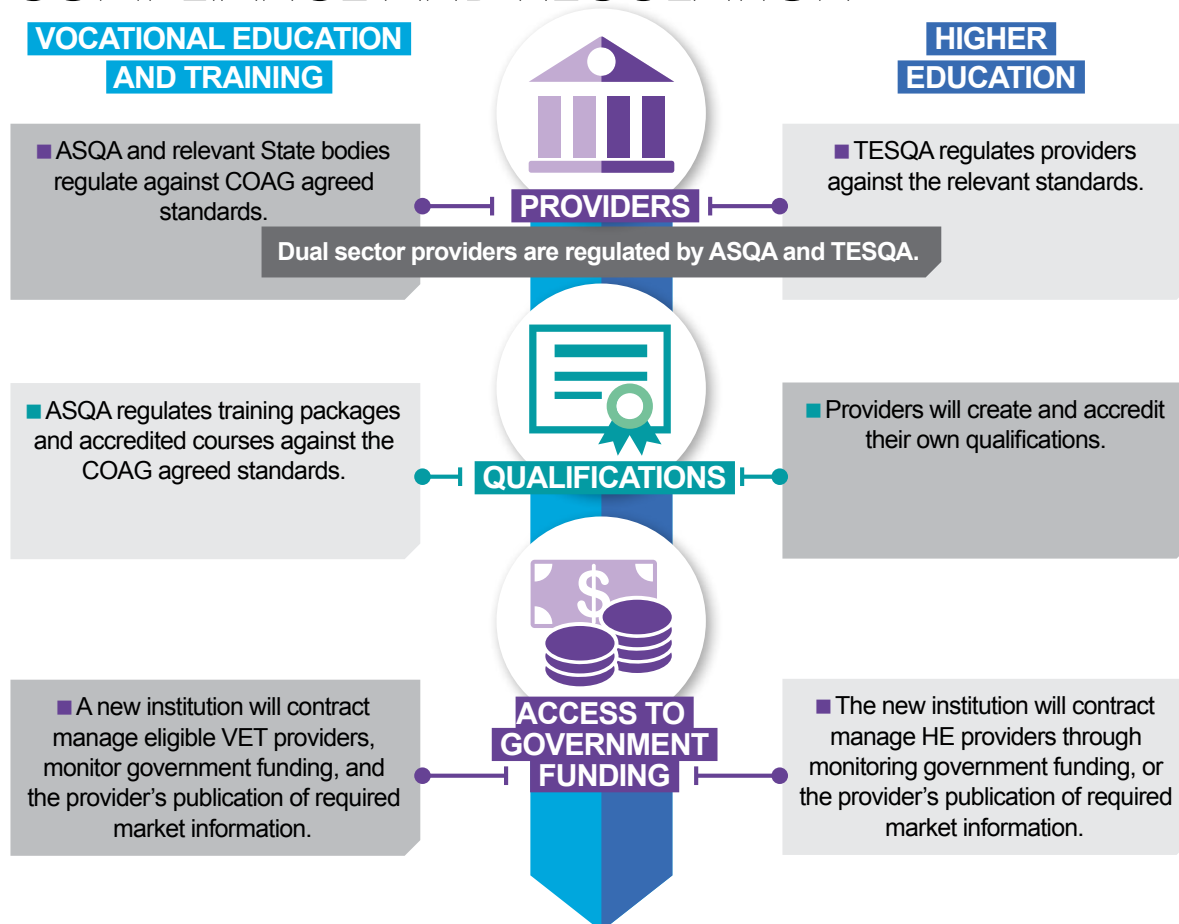 VOCATIONAL EDUCATION
AND TRAINING
HIGHER
EDUCATION
■ ASQA and relevant State bodies
regulate against COAG agreed
standards.
PROVIDERS
■ TESQA regulates providers
against the relevant standards.
Dual sector providers are regulated by ASQA and TESQA.
■ ASQA regulates training packages
and accredited courses against the
COAG agreed standards.
QUALIFICATIONS
■ Providers will create and accredit
their own qualifications.
$
■ A new institution will contract
manage eligible VET providers,
monitor government funding, and
the provider's publication of required
market information.
ACCESS TO
GOVERNMENT
FUNDING
■ The new institution will contract
manage HE providers through
monitoring government funding, or
the provider's publication of required
market information.